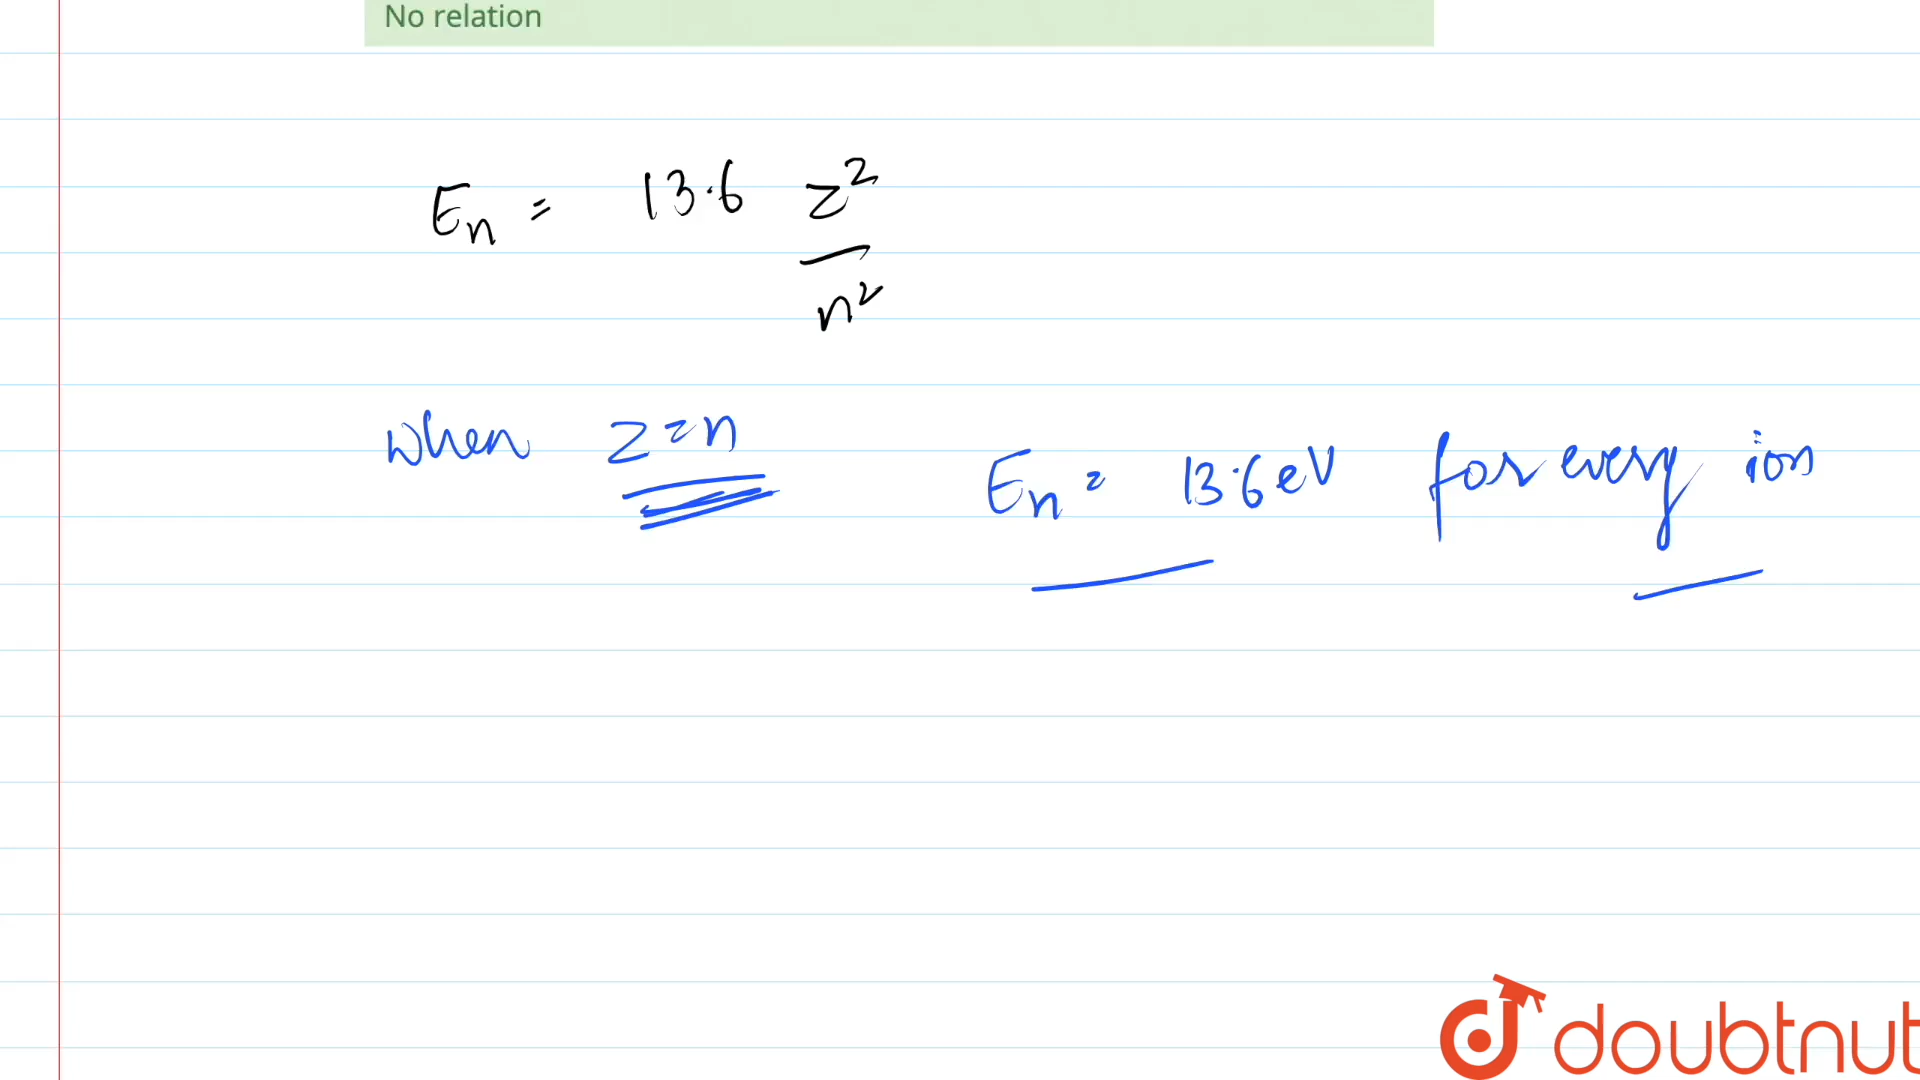 No relation
En = 13.6 z²/n²
when z=n
En = 13.6eV for every ion
doubtnut